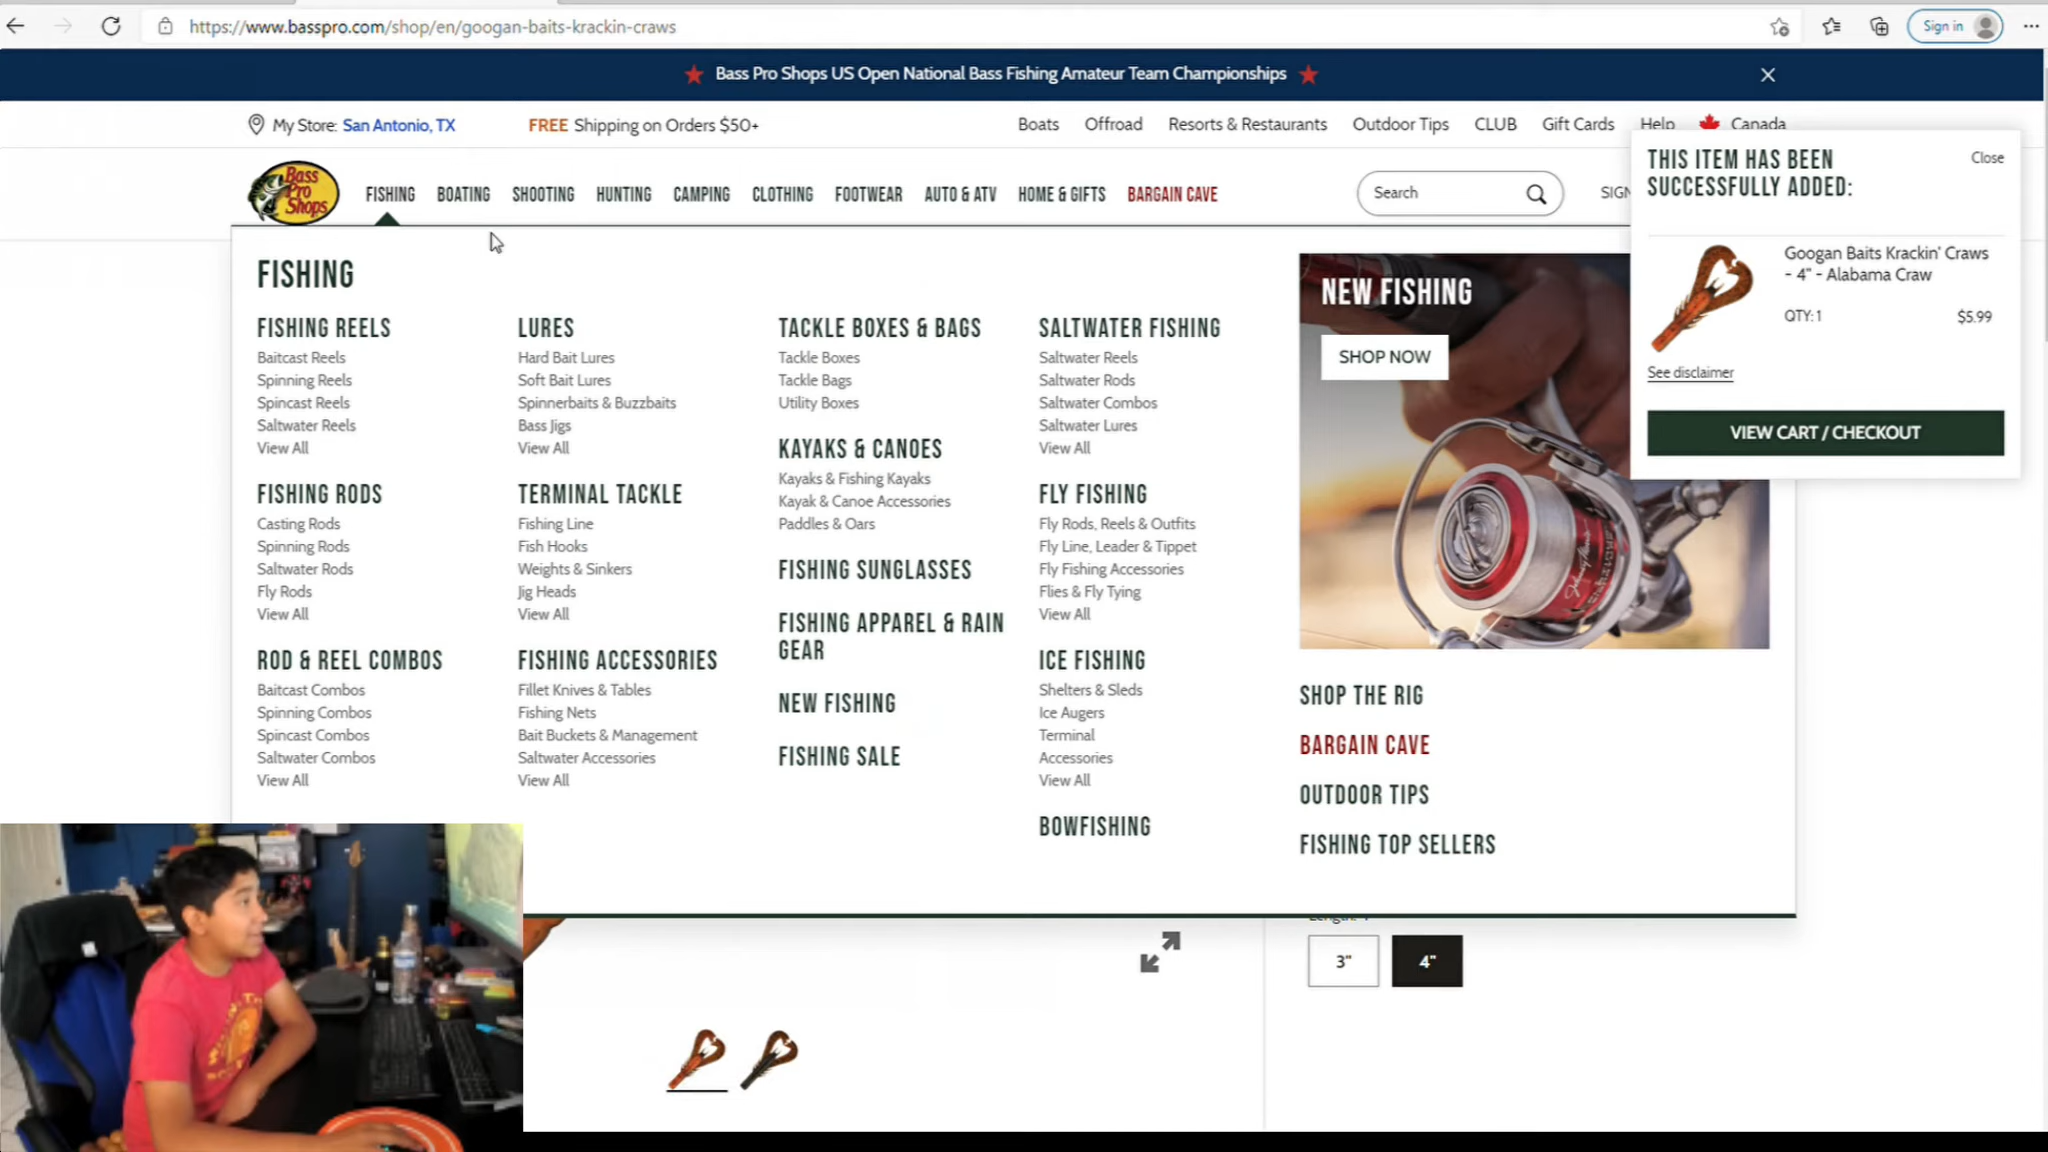 https://www.basspro.com/shop/en/googan-baits-krackin-craws
Sign in
Bass Pro Shops US Open National Bass Fishing Amateur Team Championships
My Store: San Antonio, TX
FREE Shipping on Orders $50+
Boats
Offroad
Resorts & Restaurants
Outdoor Tips
CLUB
Gift Cards
Help
Canada
Bass
Pro
Shops
FISHING
BOATING
SHOOTING
HUNTING
CAMPING
CLOTHING
FOOTWEAR
AUTO & ATV
HOME & GIFTS
BARGAIN CAVE
Search
SIGN
THIS ITEM HAS BEEN
SUCCESSFULLY ADDED:
Close
Googan Baits Krackin' Craws
- 4" - Alabama Craw
QTY: 1
$5.99
See disclaimer
VIEW CART / CHECKOUT
FISHING
FISHING REELS
Baitcast Reels
Spinning Reels
Spincast Reels
Saltwater Reels
View All
FISHING RODS
Casting Rods
Spinning Rods
Saltwater Rods
Fly Rods
View All
ROD & REEL COMBOS
Baitcast Combos
Spinning Combos
Spincast Combos
Saltwater Combos
View All
LURES
Hard Bait Lures
Soft Bait Lures
Spinnerbaits & Buzzbaits
Bass Jigs
View All
TERMINAL TACKLE
Fishing Line
Fish Hooks
Weights & Sinkers
Jig Heads
View All
FISHING ACCESSORIES
Fillet Knives & Tables
Fishing Nets
Bait Buckets & Management
Saltwater Accessories
View All
TACKLE BOXES & BAGS
Tackle Boxes
Tackle Bags
Utility Boxes
KAYAKS & CANOES
Kayaks & Fishing Kayaks
Kayak & Canoe Accessories
Paddles & Oars
FISHING SUNGLASSES
FISHING APPAREL & RAIN
GEAR
NEW FISHING
FISHING SALE
SALTWATER FISHING
Saltwater Reels
Saltwater Rods
Saltwater Combos
Saltwater Lures
View All
FLY FISHING
Fly Rods, Reels & Outfits
Fly Line, Leader & Tippet
Fly Fishing Accessories
Flies & Fly Tying
View All
ICE FISHING
Shelters & Sleds
Ice Augers
Terminal
Accessories
View All
BOWFISHING
NEW FISHING
SHOP NOW
Johnny Morris
SHOP THE RIG
BARGAIN CAVE
OUTDOOR TIPS
FISHING TOP SELLERS
3"
4"